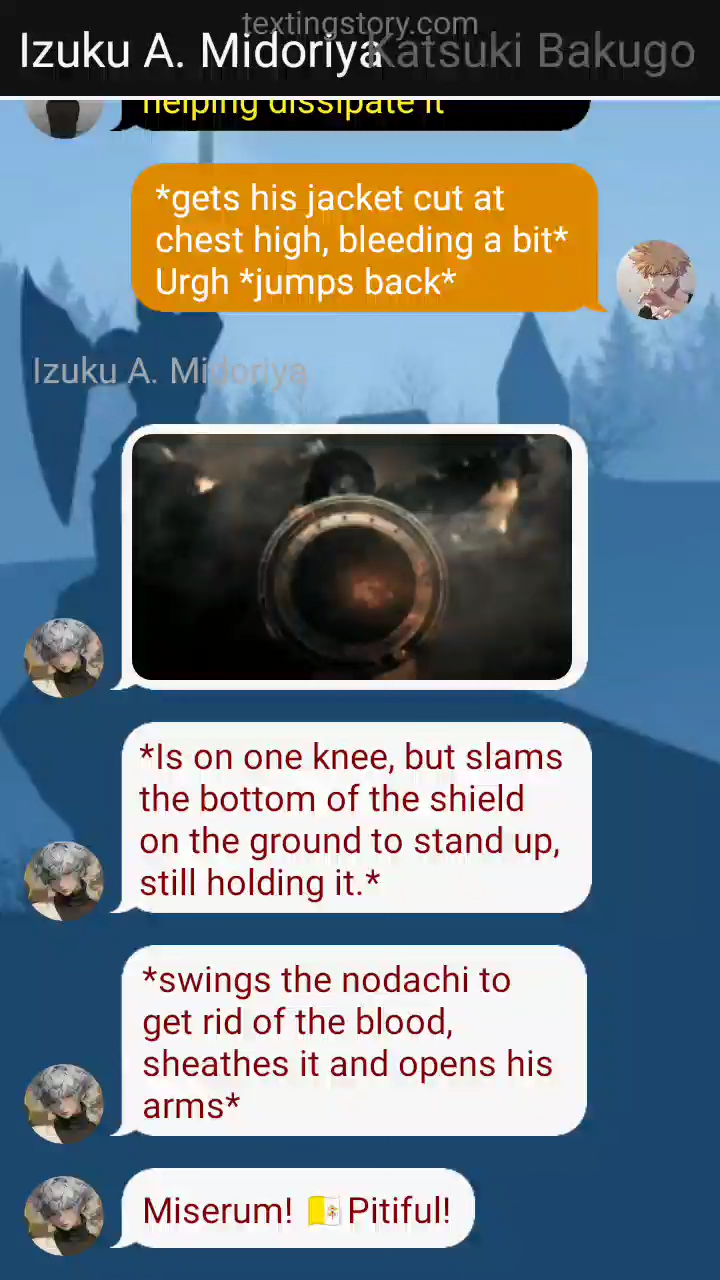 textingstory.com
Izuku A. Midoriya Katsuki Bakugo
helping dissipate it
*gets his jacket cut at
chest high, bleeding a bit*
Urgh *jumps back*
Izuku A. Midoriya
*Is on one knee, but slams
the bottom of the shield
on the ground to stand up,
still holding it.*
*swings the nodachi to
get rid of the blood,
sheathes it and opens his
arms*
Miserum! 🇻🇦Pitiful!